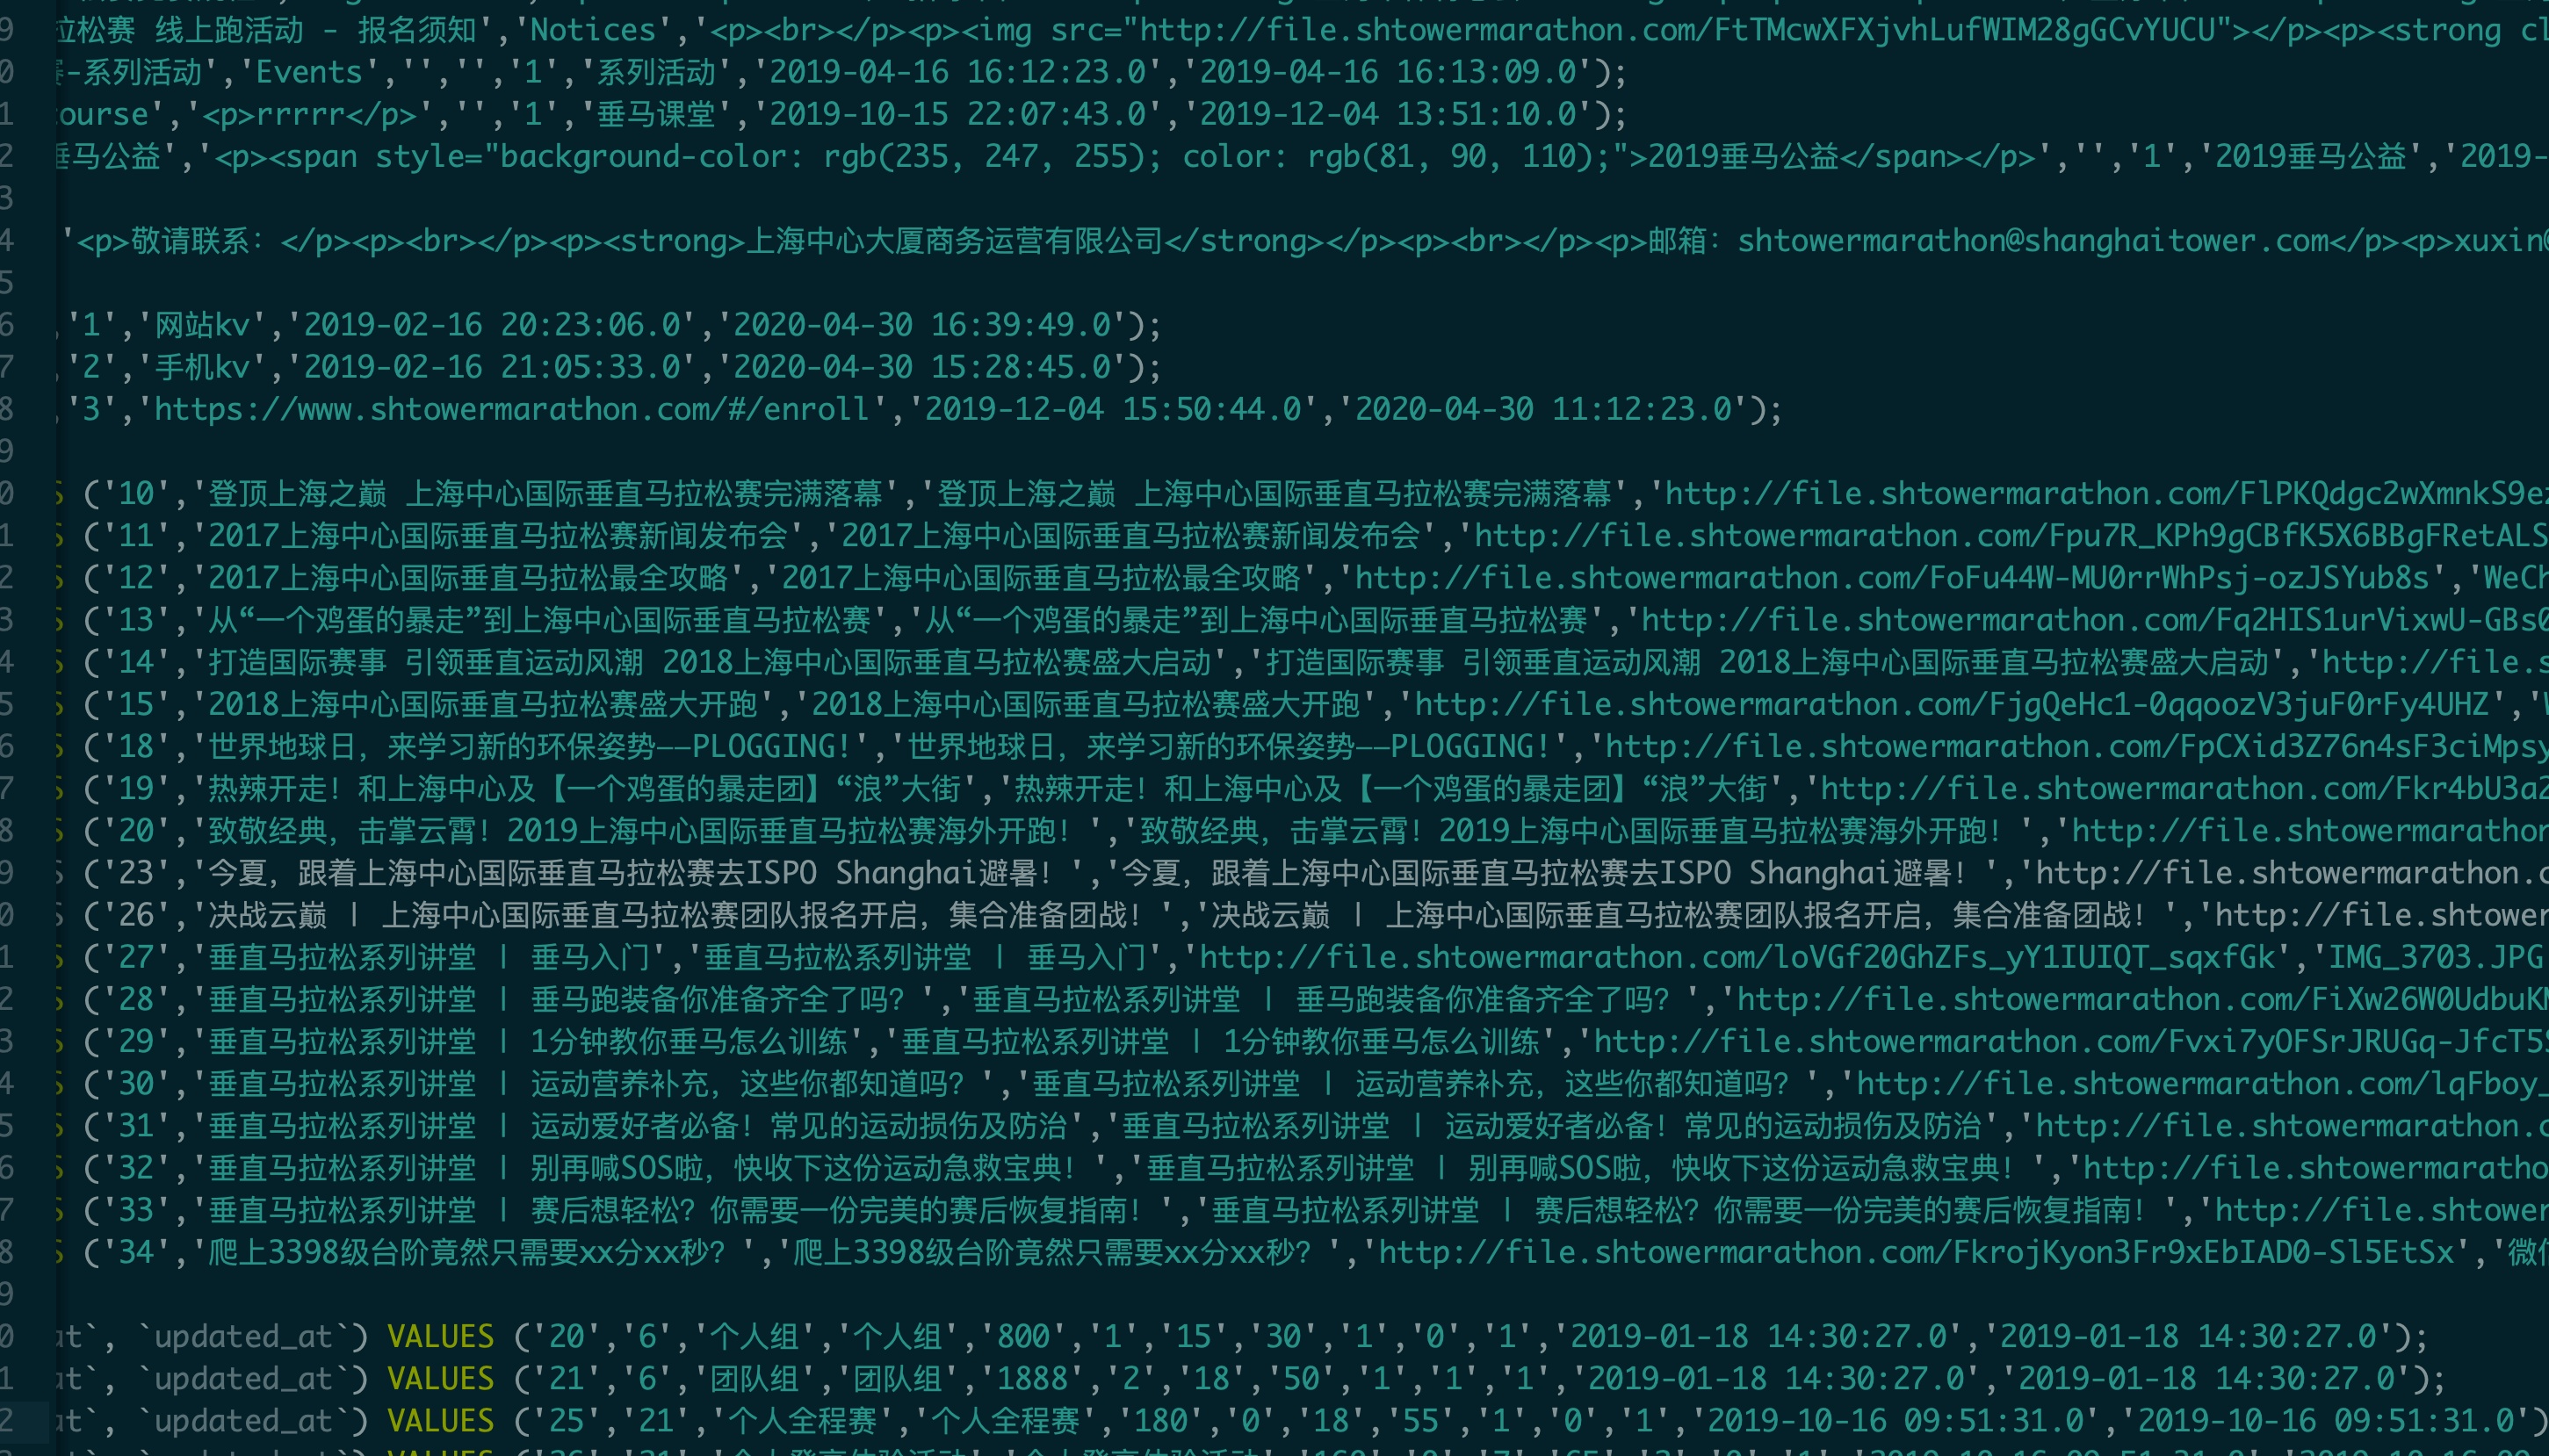 9 拉松赛 线上跑活动 - 报名须知','Notices','<p><br></p><p><img src="http://file.shtowermarathon.com/FtTMcwXFXjvhLufWIM28gGCvYUCU"></p><p><strong cl
0 赛-系列活动','Events','','','1','系列活动','2019-04-16 16:12:23.0','2019-04-16 16:13:09.0');
1 course','<p>rrrrr</p>','','1','垂马课堂','2019-10-15 22:07:43.0','2019-12-04 13:51:10.0');
2 垂马公益','<p><span style="background-color: rgb(235, 247, 255); color: rgb(81, 90, 110);">2019垂马公益</span></p>','','1','2019垂马公益','2019-
3
4 '<p>敬请联系：</p><p><br></p><p><strong>上海中心大厦商务运营有限公司</strong></p><p><br></p><p>邮箱：shtowermarathon@shanghaitower.com</p><p>xuxin@
5
6 ,'1','网站kv','2019-02-16 20:23:06.0','2020-04-30 16:39:49.0');
7 ,'2','手机kv','2019-02-16 21:05:33.0','2020-04-30 15:28:45.0');
8 ,'3','https://www.shtowermarathon.com/#/enroll','2019-12-04 15:50:44.0','2020-04-30 11:12:23.0');
9
0 S ('10','登顶上海之巅 上海中心国际垂直马拉松赛完满落幕','登顶上海之巅 上海中心国际垂直马拉松赛完满落幕','http://file.shtowermarathon.com/FlPKQdgc2wXmnkS9ez
1 S ('11','2017上海中心国际垂直马拉松赛新闻发布会','2017上海中心国际垂直马拉松赛新闻发布会','http://file.shtowermarathon.com/Fpu7R_KPh9gCBfK5X6BBgFRetALS
2 S ('12','2017上海中心国际垂直马拉松最全攻略','2017上海中心国际垂直马拉松最全攻略','http://file.shtowermarathon.com/FoFu44W-MU0rrWhPsj-ozJSYub8s','WeCh
3 S ('13','从“一个鸡蛋的暴走”到上海中心国际垂直马拉松赛','从“一个鸡蛋的暴走”到上海中心国际垂直马拉松赛','http://file.shtowermarathon.com/Fq2HIS1urVixwU-GBs0
4 S ('14','打造国际赛事 引领垂直运动风潮 2018上海中心国际垂直马拉松赛盛大启动','打造国际赛事 引领垂直运动风潮 2018上海中心国际垂直马拉松赛盛大启动','http://file.s
5 S ('15','2018上海中心国际垂直马拉松赛盛大开跑','2018上海中心国际垂直马拉松赛盛大开跑','http://file.shtowermarathon.com/FjgQeHc1-0qqoozV3juF0rFy4UHZ','W
6 S ('18','世界地球日，来学习新的环保姿势——PLOGGING!','世界地球日，来学习新的环保姿势——PLOGGING!','http://file.shtowermarathon.com/FpCXid3Z76n4sF3ciMpsy
7 S ('19','热辣开走！和上海中心及【一个鸡蛋的暴走团】“浪”大街','热辣开走！和上海中心及【一个鸡蛋的暴走团】“浪”大街','http://file.shtowermarathon.com/Fkr4bU3a2
8 S ('20','致敬经典，击掌云霄！2019上海中心国际垂直马拉松赛海外开跑！','致敬经典，击掌云霄！2019上海中心国际垂直马拉松赛海外开跑！','http://file.shtowermarathon
9 S ('23','今夏，跟着上海中心国际垂直马拉松赛去ISPO Shanghai避暑！','今夏，跟着上海中心国际垂直马拉松赛去ISPO Shanghai避暑！','http://file.shtowermarathon.c
0 S ('26','决战云巅 | 上海中心国际垂直马拉松赛团队报名开启，集合准备团战！','决战云巅 | 上海中心国际垂直马拉松赛团队报名开启，集合准备团战！','http://file.shtower
1 S ('27','垂直马拉松系列讲堂 | 垂马入门','垂直马拉松系列讲堂 | 垂马入门','http://file.shtowermarathon.com/loVGf20GhZFs_yY1IUIQT_sqxfGk','IMG_3703.JPG
2 S ('28','垂直马拉松系列讲堂 | 垂马跑装备你准备齐全了吗？','垂直马拉松系列讲堂 | 垂马跑装备你准备齐全了吗？','http://file.shtowermarathon.com/FiXw26W0UdbuKM
3 S ('29','垂直马拉松系列讲堂 | 1分钟教你垂马怎么训练','垂直马拉松系列讲堂 | 1分钟教你垂马怎么训练','http://file.shtowermarathon.com/Fvxi7yOFSrJRUGq-JfcT5S
4 S ('30','垂直马拉松系列讲堂 | 运动营养补充，这些你都知道吗？','垂直马拉松系列讲堂 | 运动营养补充，这些你都知道吗？','http://file.shtowermarathon.com/lqFboy_
5 S ('31','垂直马拉松系列讲堂 | 运动爱好者必备！常见的运动损伤及防治','垂直马拉松系列讲堂 | 运动爱好者必备！常见的运动损伤及防治','http://file.shtowermarathon.c
6 S ('32','垂直马拉松系列讲堂 | 别再喊SOS啦，快收下这份运动急救宝典！','垂直马拉松系列讲堂 | 别再喊SOS啦，快收下这份运动急救宝典！','http://file.shtowermaratho
7 S ('33','垂直马拉松系列讲堂 | 赛后想轻松？你需要一份完美的赛后恢复指南！','垂直马拉松系列讲堂 | 赛后想轻松？你需要一份完美的赛后恢复指南！','http://file.shtower
8 S ('34','爬上3398级台阶竟然只需要xx分xx秒？','爬上3398级台阶竟然只需要xx分xx秒？','http://file.shtowermarathon.com/FkrojKyon3Fr9xEbIAD0-Sl5EtSx','微信
9
0 at`, `updated_at`) VALUES ('20','6','个人组','个人组','800','1','15','30','1','0','1','2019-01-18 14:30:27.0','2019-01-18 14:30:27.0');
1 at`, `updated_at`) VALUES ('21','6','团队组','团队组','1888','2','18','50','1','1','1','2019-01-18 14:30:27.0','2019-01-18 14:30:27.0');
2 at`, `updated_at`) VALUES ('25','21','个人全程赛','个人全程赛','180','0','18','55','1','0','1','2019-10-16 09:51:31.0','2019-10-16 09:51:31.0')